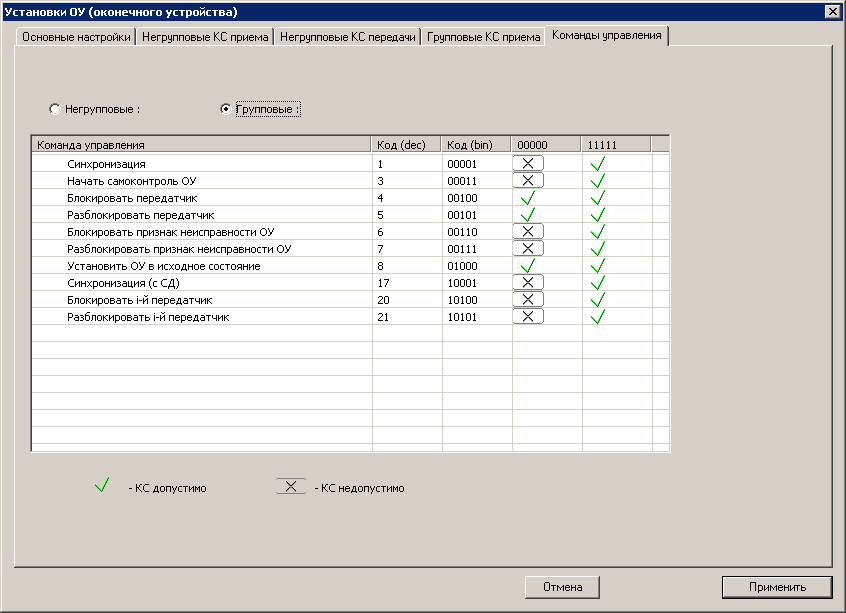 Установки ОУ (оконечного устройства)
Основные настройки Негрупповые КС приема Негрупповые КС передачи Групповые КС приема Команды управления
Негрупповые : Групповые :
Команда управления Код (dec) Код (bin) 00000 11111
Синхронизация 1 00001
Начать самоконтроль ОУ 3 00011
Блокировать передатчик 4 00100
Разблокировать передатчик 5 00101
Блокировать признак неисправности ОУ 6 00110
Разблокировать признак неисправности ОУ 7 00111
Установить ОУ в исходное состояние 8 01000
Синхронизация (с СД) 17 10001
Блокировать i-й передатчик 20 10100
Разблокировать i-й передатчик 21 10101
- КС допустимо - КС недопустимо
Отмена Применить